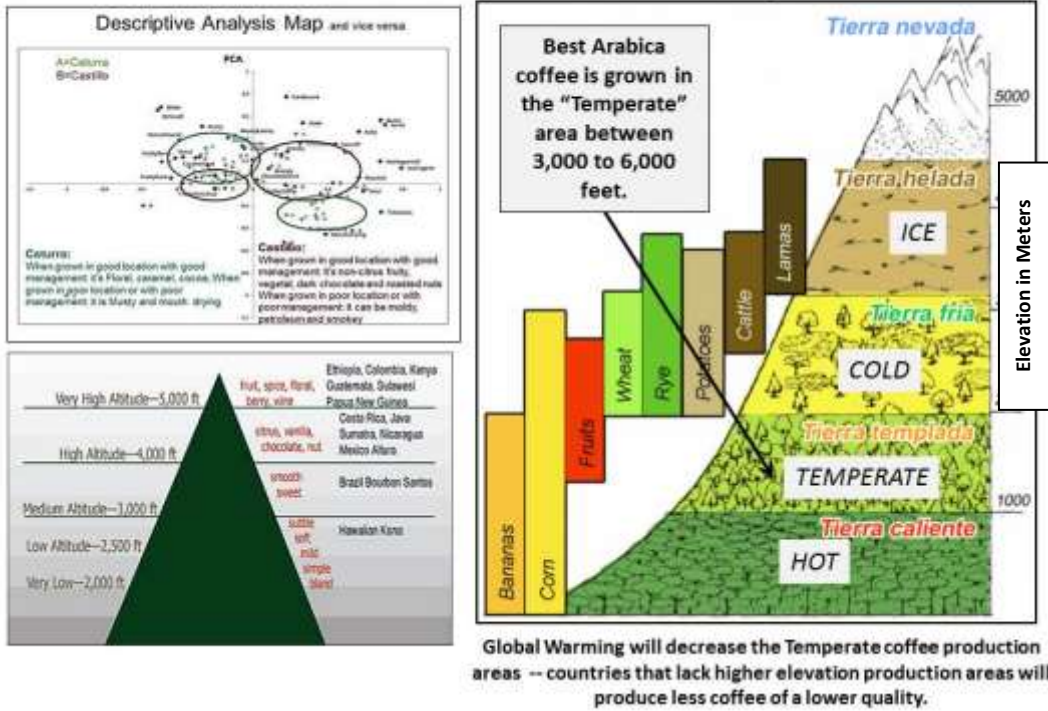 Descriptive Analysis Map and vice versa
PCA
A=Caturra
B=Castillo
Caturra:
When grown in good location with good
management: it's Floral, caramel, cocoa; When
grown in poor location or with poor
management: it is Musty and mouth drying
Castillo:
When grown in good location with good
management: it's non-citrus fruity,
vegetal, dark chocolate and roasted nuts
When grown in poor location or with
poor management: it can be moldy,
petroleum and smokey
Very High Altitude—5,000 ft
High Altitude—4,000 ft
Medium Altitude—3,000 ft
Low Altitude—2,500 ft
Very Low—2,000 ft
fruit, spice, floral,
berry, wine
citrus, vanilla,
chocolate, nut
smooth
sweet
subtle
soft
mild
simple
bland
Ethiopia, Colombia, Kenya
Guatemala, Sulawesi
Papua New Guinea
Costa Rica, Java
Sumatra, Nicaragua
Mexico Altura
Brazil Bourbon Santos
Hawaiian Kona
Best Arabica
coffee is grown in
the "Temperate"
area between
3,000 to 6,000
feet.
Tierra nevada
5000
Tierra helada
ICE
Tierra fria
COLD
Tierra templada
TEMPERATE
1000
Tierra caliente
HOT
Elevation in Meters
Bananas
Corn
Fruits
Wheat
Rye
Potatoes
Cattle
Lamas
Global Warming will decrease the Temperate coffee production
areas -- countries that lack higher elevation production areas will
produce less coffee of a lower quality.